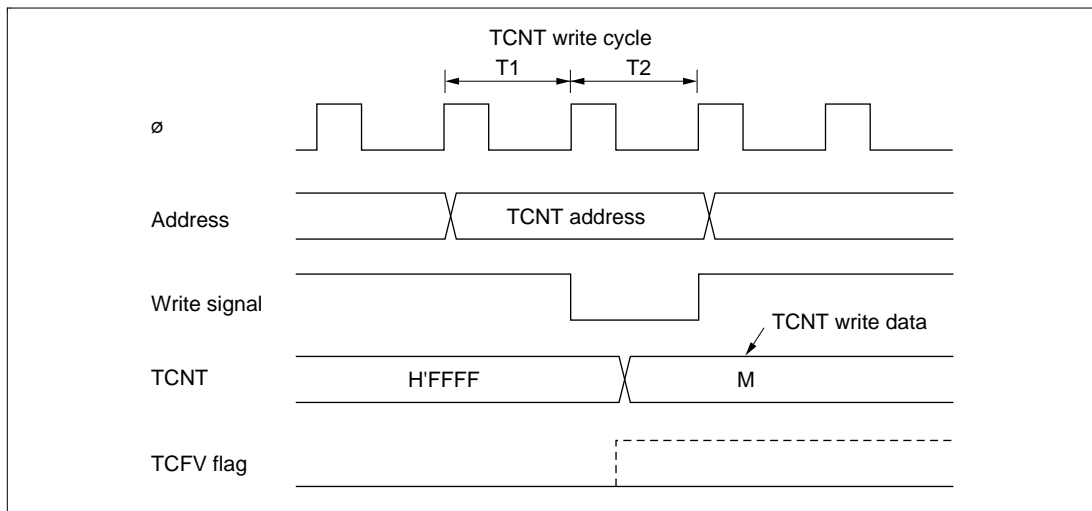 TCNT write cycle
T1 T2
ø
Address TCNT address
Write signal
TCNT write data
TCNT H'FFFF M
TCFV flag